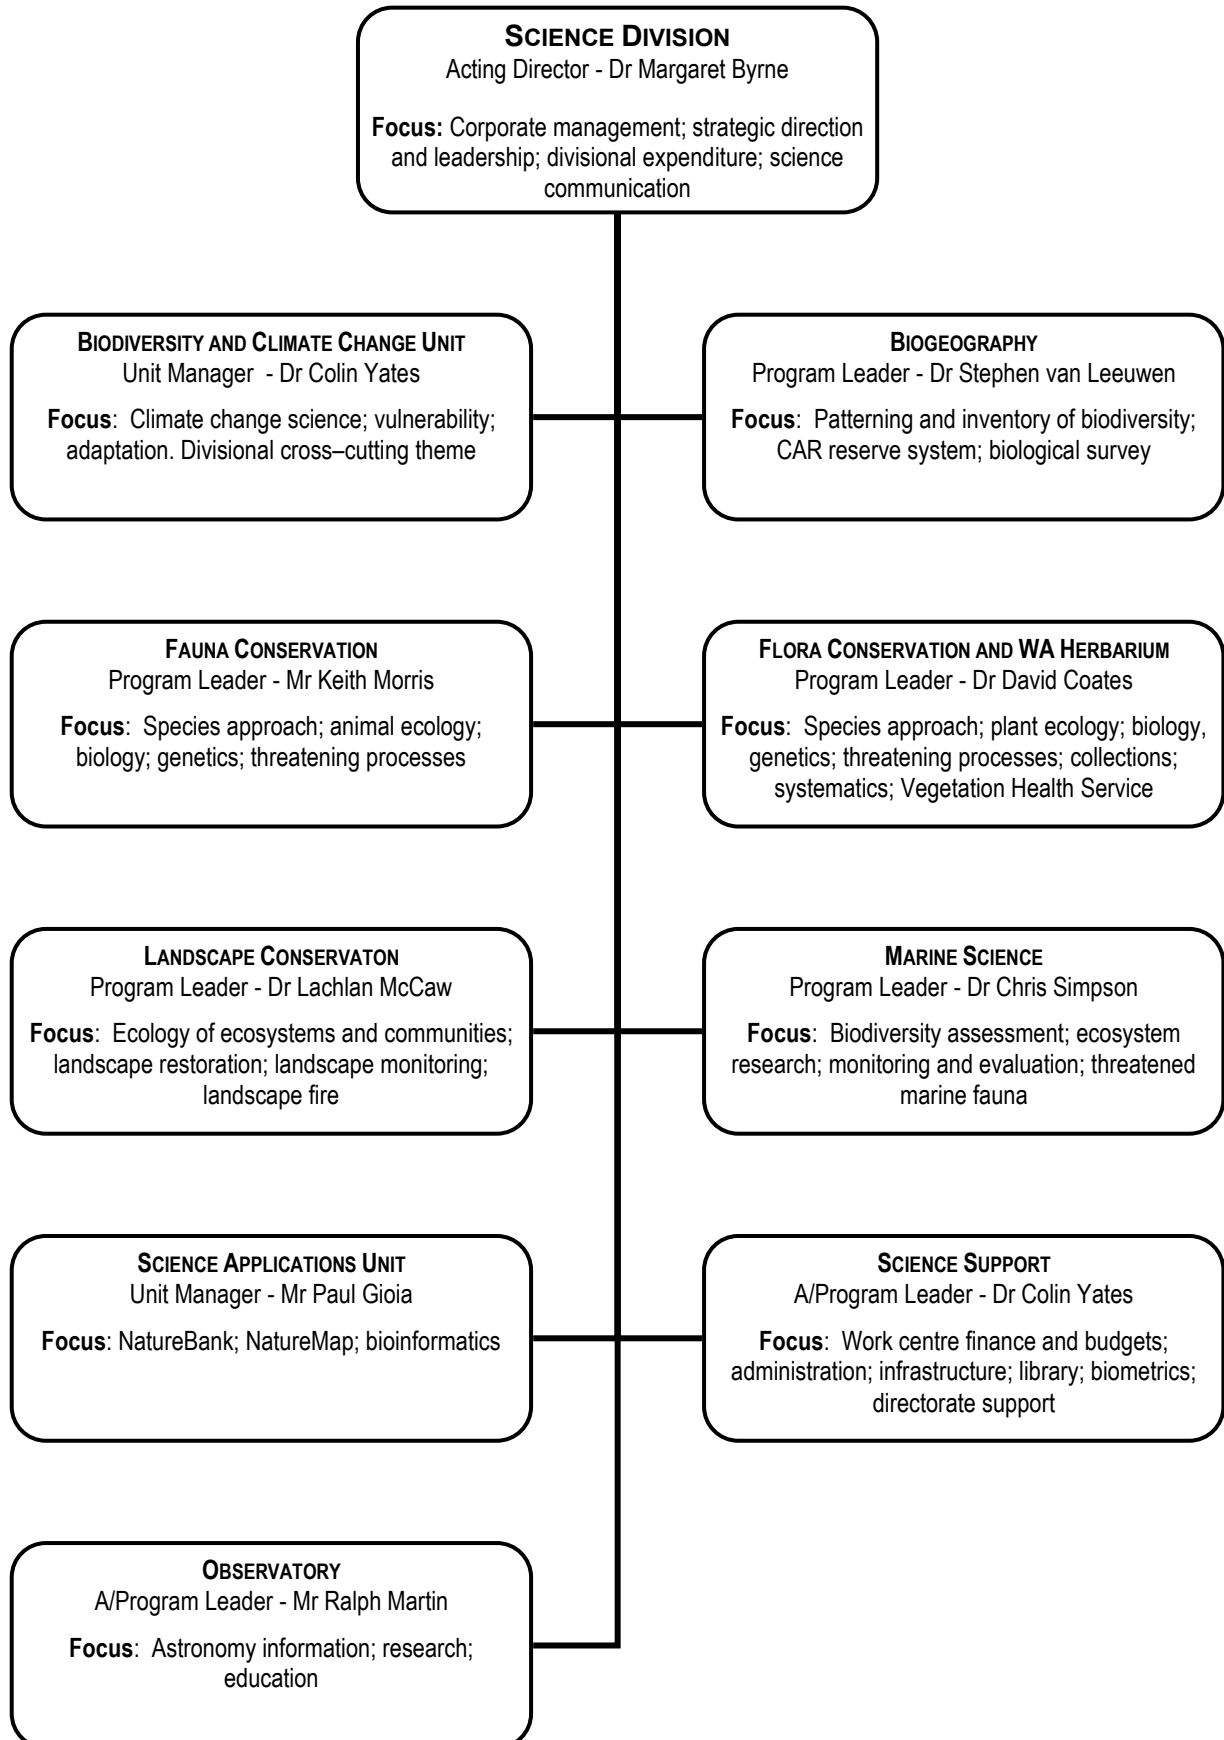 SCIENCE DIVISION
Acting Director - Dr Margaret Byrne
Focus: Corporate management; strategic direction
and leadership; divisional expenditure; science
communication
BIODIVERSITY AND CLIMATE CHANGE UNIT
Unit Manager  - Dr Colin Yates
Focus:  Climate change science; vulnerability;
adaptation. Divisional cross–cutting theme
BIOGEOGRAPHY
Program Leader - Dr Stephen van Leeuwen
Focus:  Patterning and inventory of biodiversity;
CAR reserve system; biological survey
FAUNA CONSERVATION
Program Leader - Mr Keith Morris
Focus:  Species approach; animal ecology;
biology; genetics; threatening processes
FLORA CONSERVATION AND WA HERBARIUM
Program Leader - Dr David Coates
Focus:  Species approach; plant ecology; biology,
genetics; threatening processes; collections;
systematics; Vegetation Health Service
LANDSCAPE CONSERVATON
Program Leader - Dr Lachlan McCaw
Focus:  Ecology of ecosystems and communities;
landscape restoration; landscape monitoring;
landscape fire
MARINE SCIENCE
Program Leader - Dr Chris Simpson
Focus:  Biodiversity assessment; ecosystem
research; monitoring and evaluation; threatened
marine fauna
SCIENCE APPLICATIONS UNIT
Unit Manager - Mr Paul Gioia
Focus: NatureBank; NatureMap; bioinformatics
SCIENCE SUPPORT
A/Program Leader - Dr Colin Yates
Focus:  Work centre finance and budgets;
administration; infrastructure; library; biometrics;
directorate support
OBSERVATORY
A/Program Leader - Mr Ralph Martin
Focus:  Astronomy information; research;
education